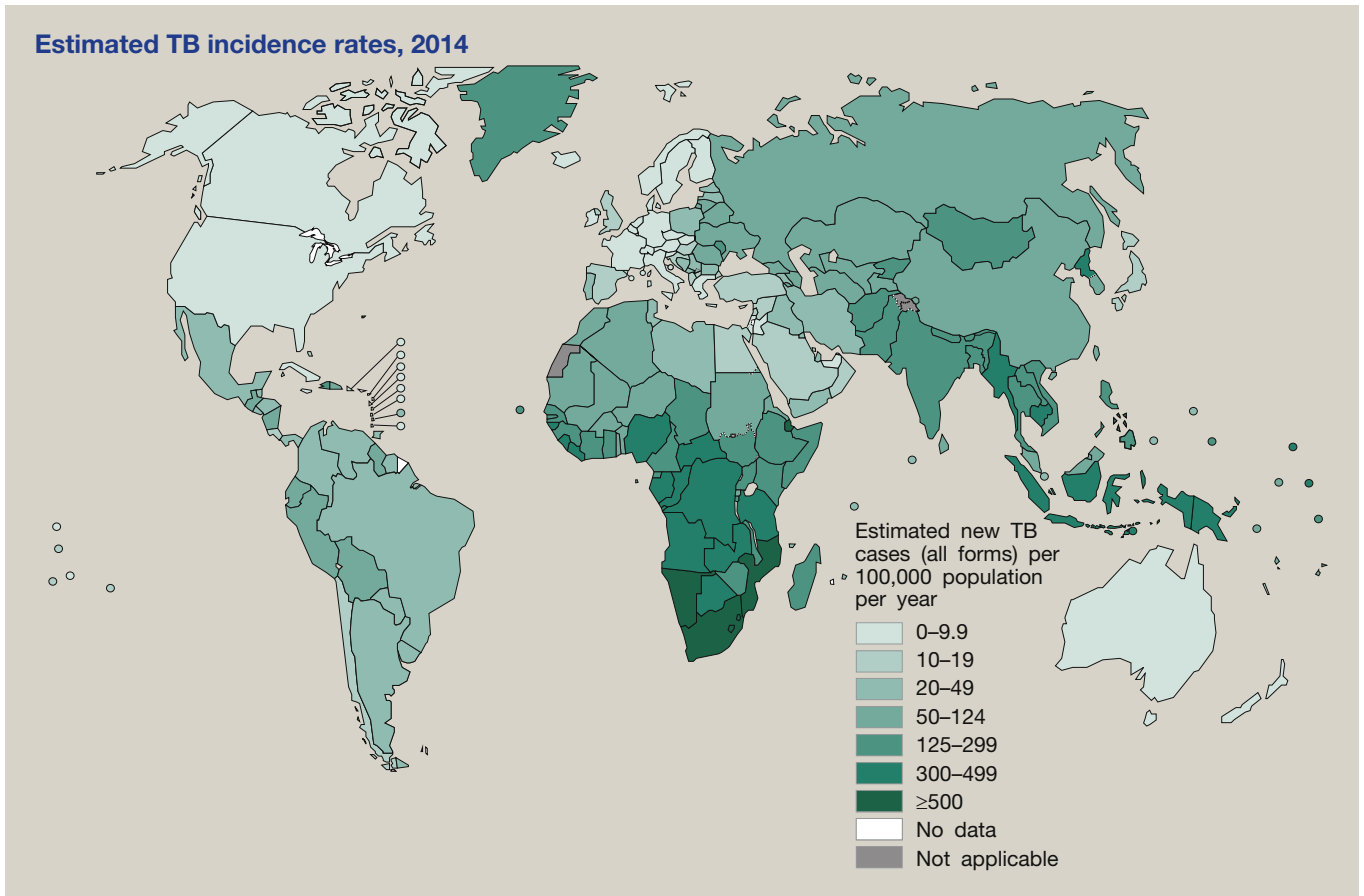 Estimated TB incidence rates, 2014
Estimated new TB
cases (all forms) per
100,000 population
per year
0–9.9
10–19
20–49
50–124
125–299
300–499
≥500
No data
Not applicable